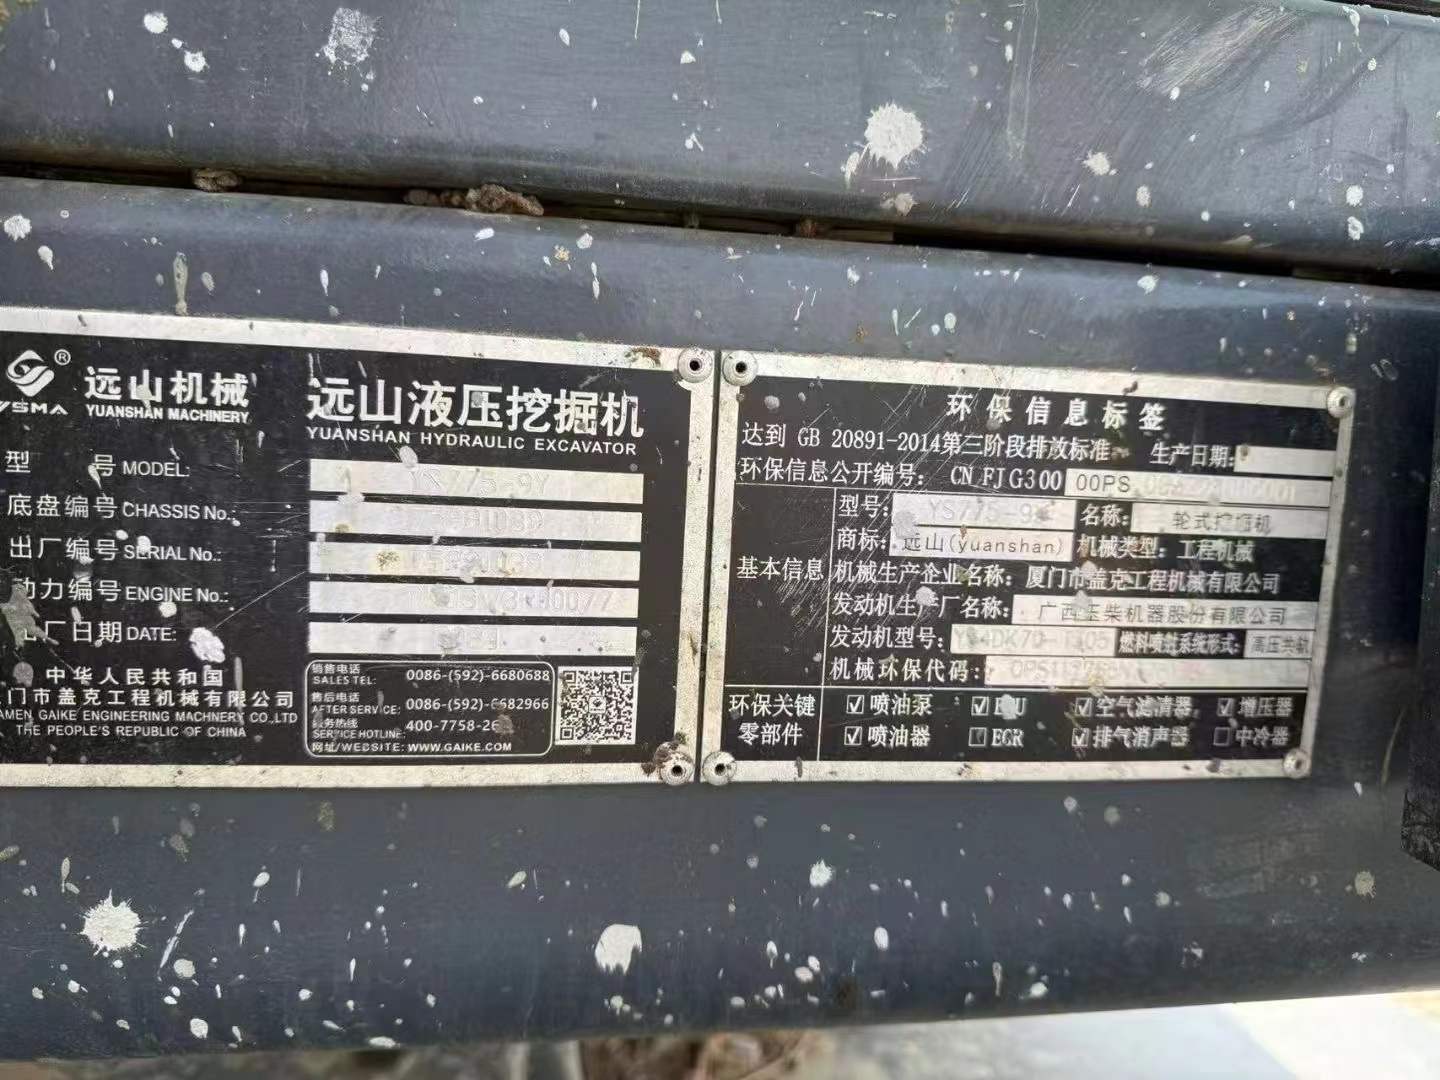 YSMA ® 远山机械
YUANSHAN MACHINERY
远山液压挖掘机
YUANSHAN HYDRAULIC EXCAVATOR
型 号 MODEL: YS775-9Y
底盘编号 CHASSIS No.:
出厂编号 SERIAL No.:
动力编号 ENGINE No.:
出厂日期 DATE:
中华人民共和国
厦门市盖克工程机械有限公司
XIAMEN GAIKE ENGINEERING MACHINERY CO.,LTD
THE PEOPLE'S REPUBLIC OF CHINA
销售电话
SALES TEL: 0086-(592)-6680688
售后电话
AFTER SERVICE: 0086-(592)-6682966
服务热线
SERVICE HOTLINE: 400-7758-26
网址/WEBSITE: WWW.GAIKE.COM
环保信息标签
达到 GB 20891-2014第三阶段排放标准 生产日期:
环保信息公开编号: CN FJ G3 00 00PS
基本信息
型号: YS775-9Y 名称: 轮式挖掘机
商标: 远山(yuanshan) 机械类型: 工程机械
机械生产企业名称: 厦门市盖克工程机械有限公司
发动机生产厂名称: 广西玉柴机器股份有限公司
发动机型号: 燃料喷射系统形式: 高压共轨
机械环保代码:
环保关键
零部件
☑喷油泵 ☑ECU ☑空气滤清器 ☑增压器
☑喷油器 ☐EGR ☑排气消声器 ☐中冷器